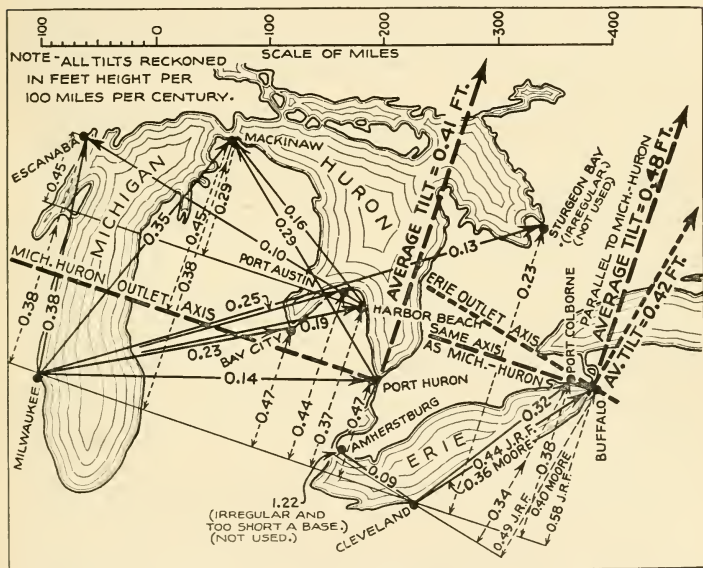 100
0
100
200
300
400
SCALE OF MILES
NOTE - ALL TILTS RECKONED
IN FEET HEIGHT PER
100 MILES PER CENTURY.
ESCANABA
MACKINAW
MICHIGAN
HURON
AVERAGE TILT = 0.41 FT.
STURGEON BAY
(IRREGULAR.)
(NOT USED.)
0.45
0.45
0.29
0.35
0.16
0.29
0.10
0.38
0.13
0.23
MICH. HURON OUTLET AXIS
PORT AUSTIN
0.25
0.19
HARBOR BEACH
ERIE OUTLET AXIS
SAME AXIS
AS MICH.-HURON
PORT COLBORNE
PARALLEL TO MICH.-HURON
AVERAGE TILT = 0.48 FT.
AV. TILT = 0.42 FT.
0.38
0.38
0.23
BAY CITY
0.14
MILWAUKEE
PORT HURON
0.47
0.44
0.37
0.47
AMHERSTBURG
ERIE
0.32
0.44 J.R.F.
0.36 MOORE
BUFFALO
0.09
0.34
0.49 J.R.F.
0.38
0.40 MOORE
0.58 J.R.F.
1.22
(IRREGULAR AND
TOO SHORT A BASE.)
(NOT USED.)
CLEVELAND